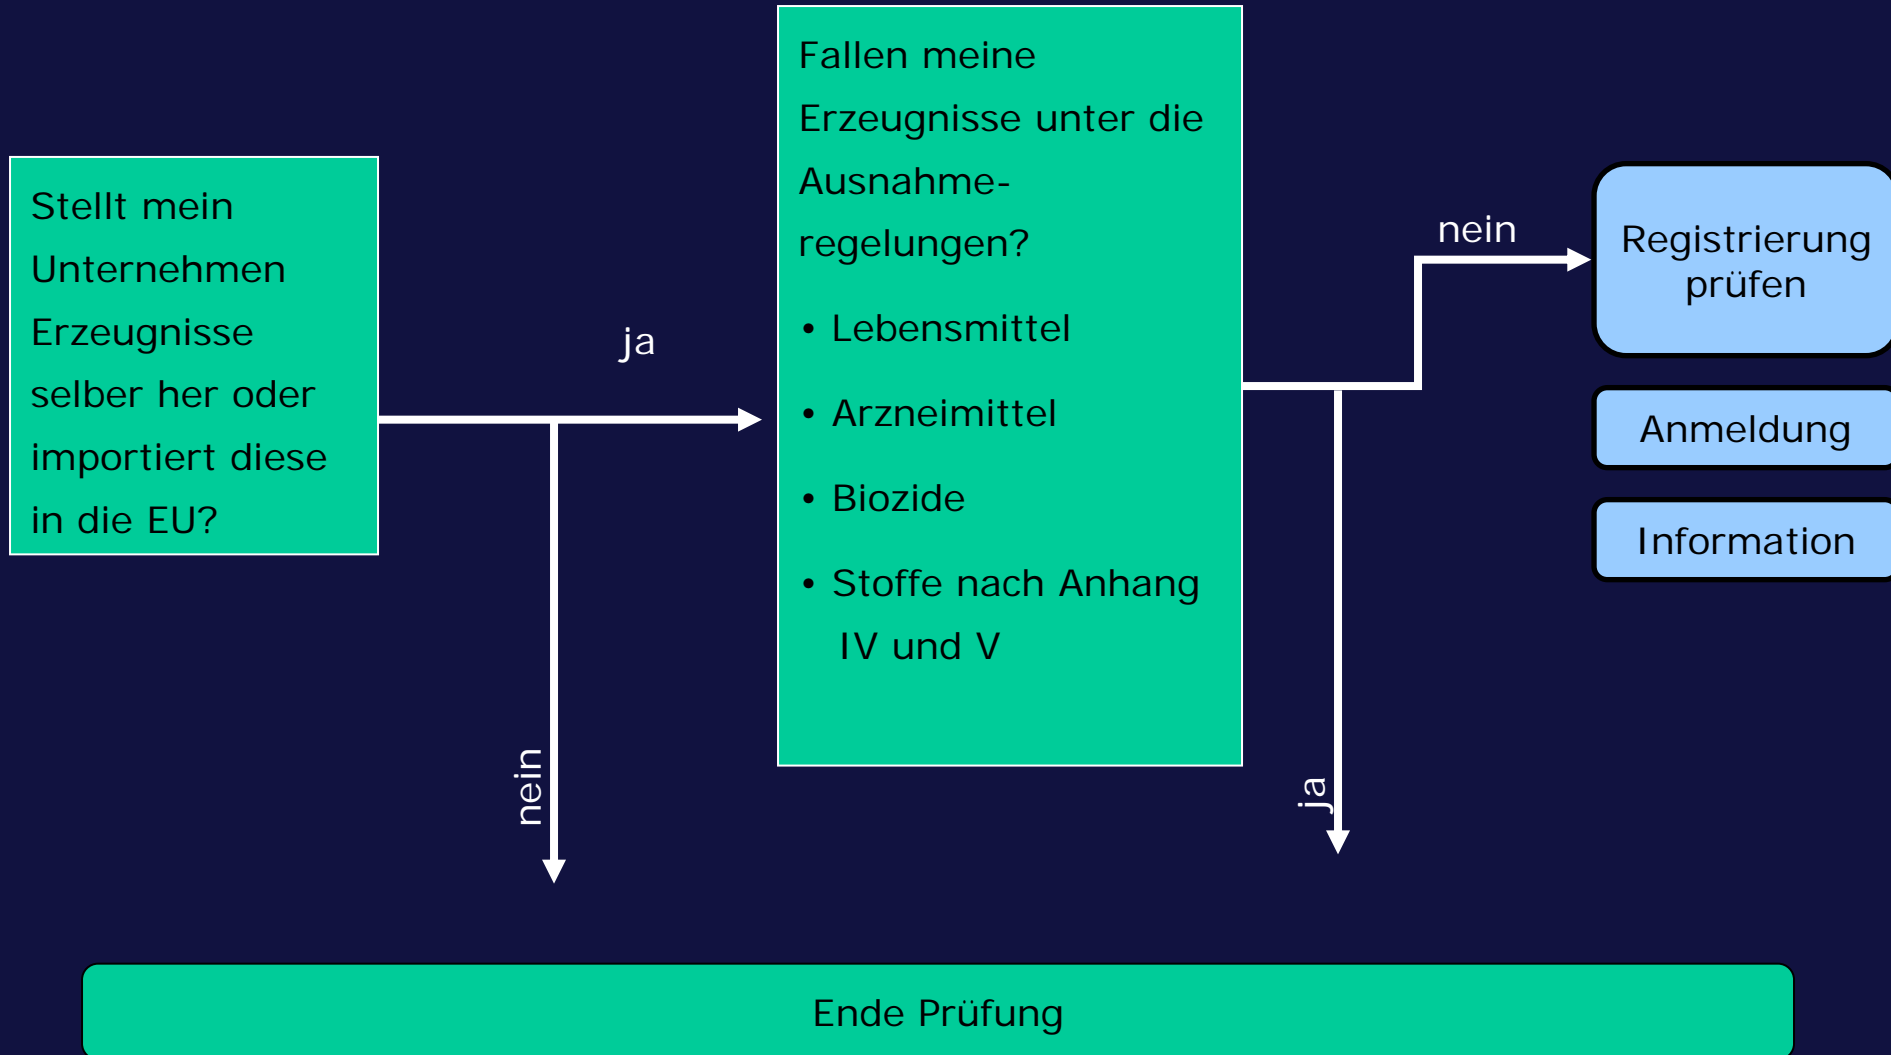 Stellt mein
Unternehmen
Erzeugnisse
selber her oder
importiert diese
in die EU?
ja
nein
Fallen meine
Erzeugnisse unter die
Ausnahme-
regelungen?
• Lebensmittel
• Arzneimittel
• Biozide
• Stoffe nach Anhang
IV und V
nein
ja
Registrierung
prüfen
Anmeldung
Information
Ende Prüfung